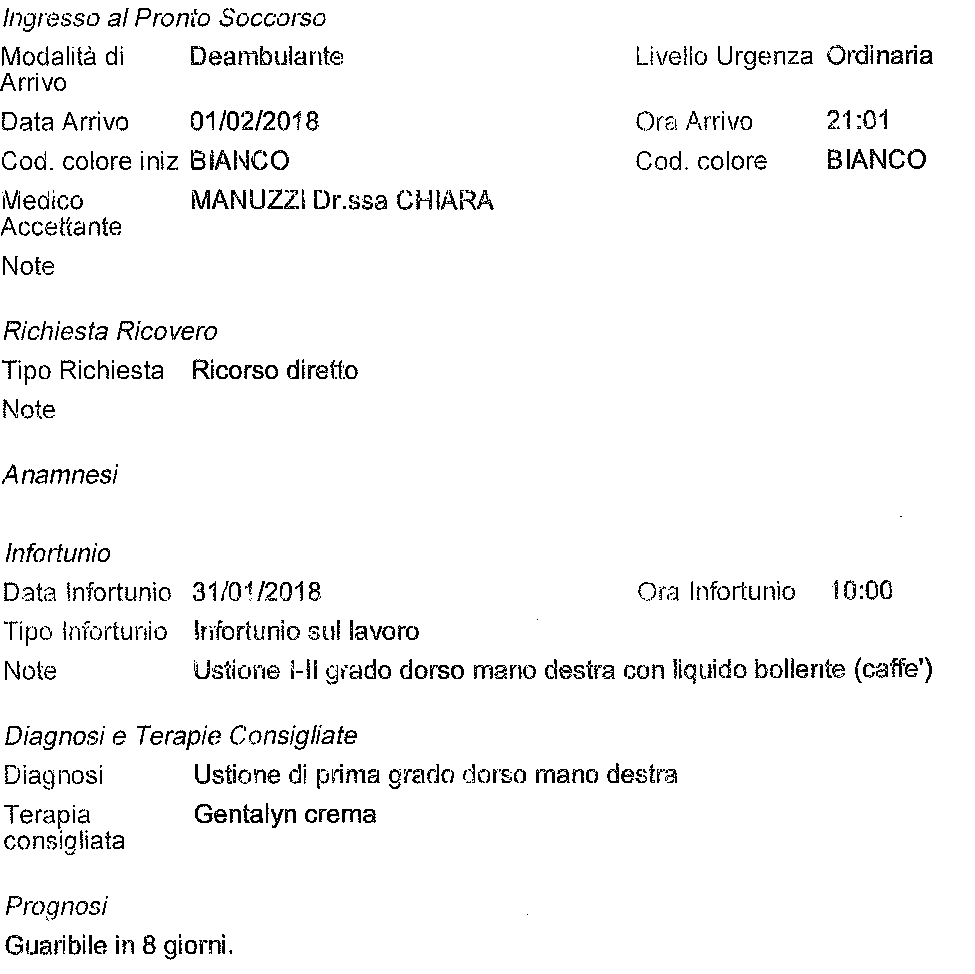 Ingresso al Pronto Soccorso
Modalità di Arrivo Deambulante Livello Urgenza Ordinaria
Data Arrivo 01/02/2018 Ora Arrivo 21:01
Cod. colore iniz BIANCO Cod. colore BIANCO
Medico Accettante MANUZZI Dr.ssa CHIARA
Note
Richiesta Ricovero
Tipo Richiesta Ricorso diretto
Note
Anamnesi
Infortunio
Data Infortunio 31/01/2018 Ora Infortunio 10:00
Tipo Infortunio Infortunio sul lavoro
Note Ustione I-II grado dorso mano destra con liquido bollente (caffe')
Diagnosi e Terapie Consigliate
Diagnosi Ustione di prima grado dorso mano destra
Terapia consigliata Gentalyn crema
Prognosi
Guaribile in 8 giorni.